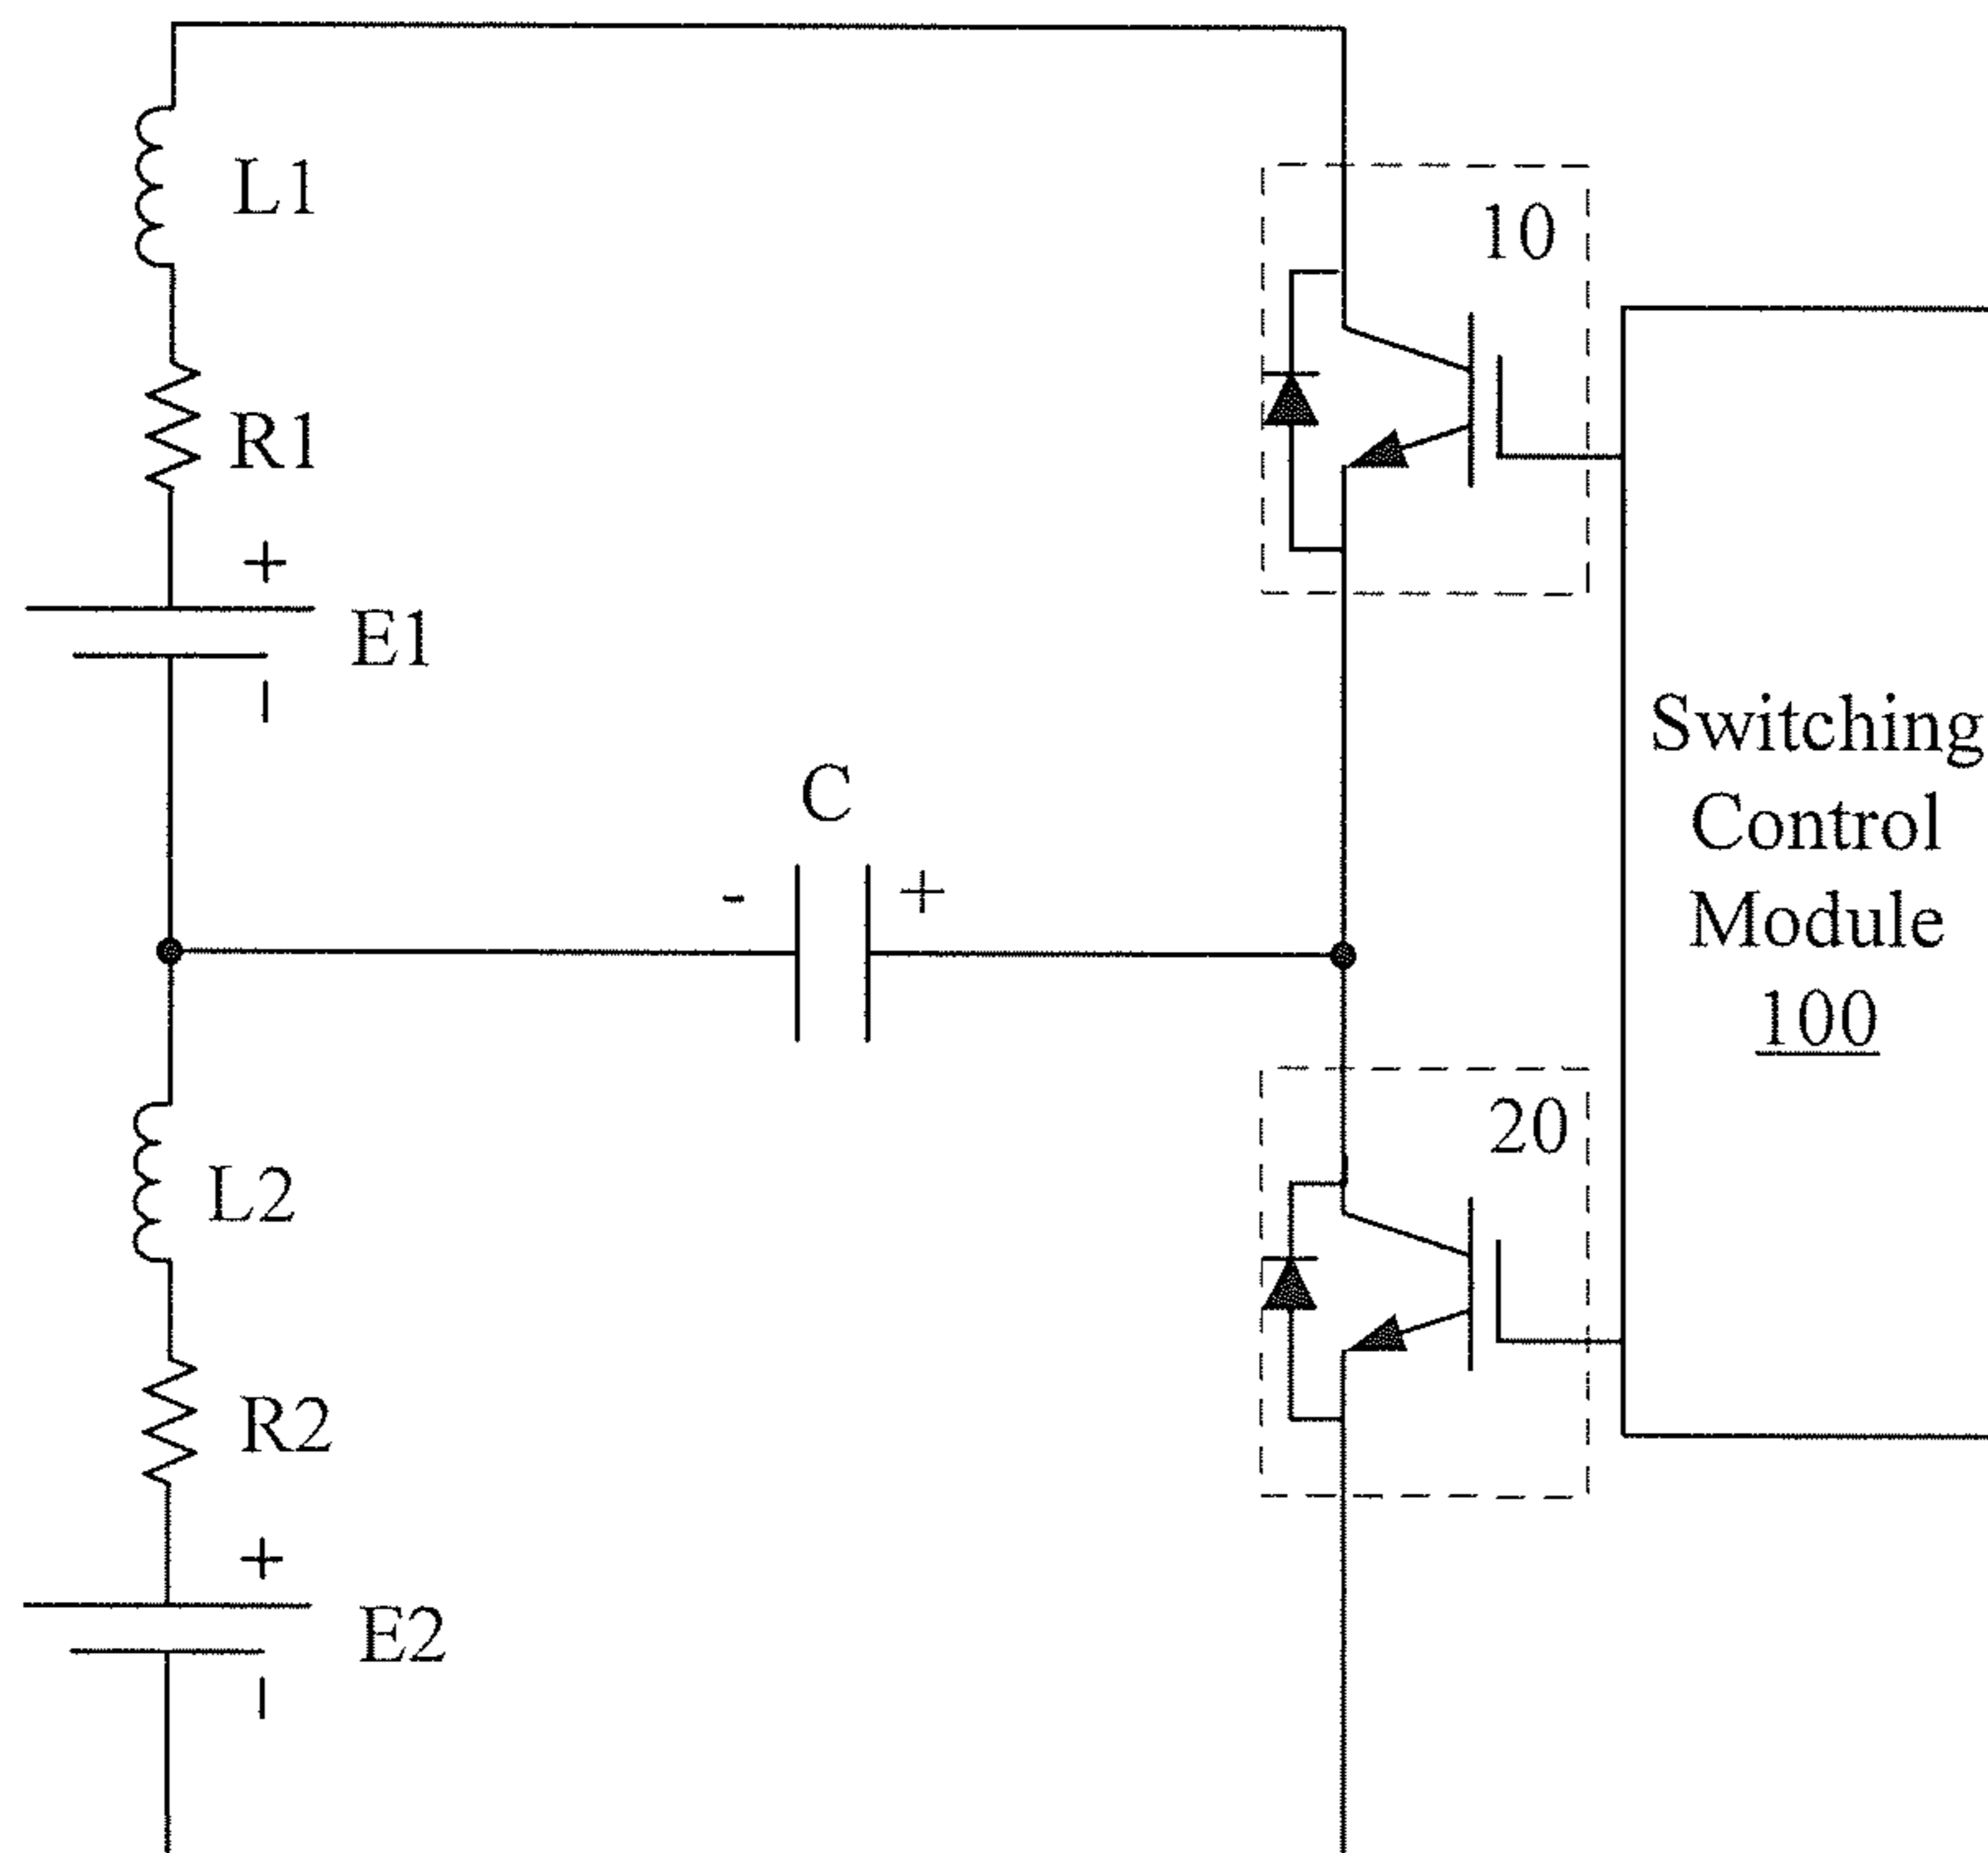 L1
10
R1
+
E1
−
Switching
Control
Module
100
C
- +
20
L2
R2
+
E2
−